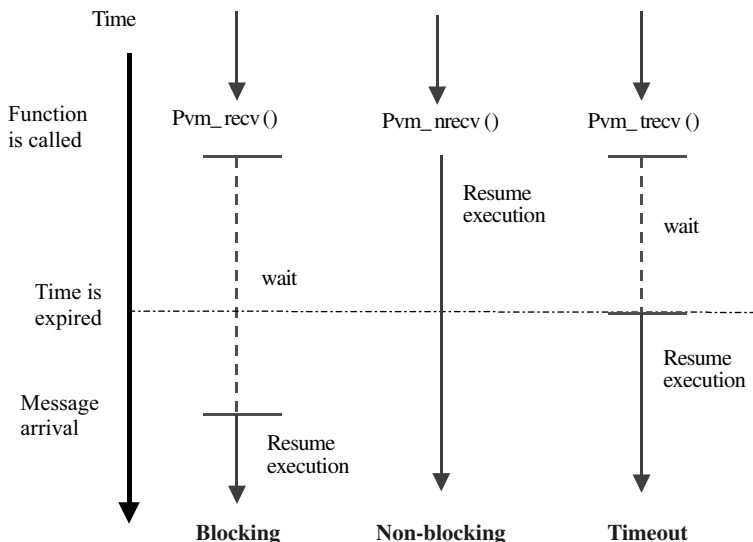 Time
Function
is called
Pvm_recv()
Pvm_nrecv()
Pvm_trecv()
Resume
execution
wait
wait
Time is
expired
Resume
execution
Message
arrival
Resume
execution
Blocking
Non-blocking
Timeout